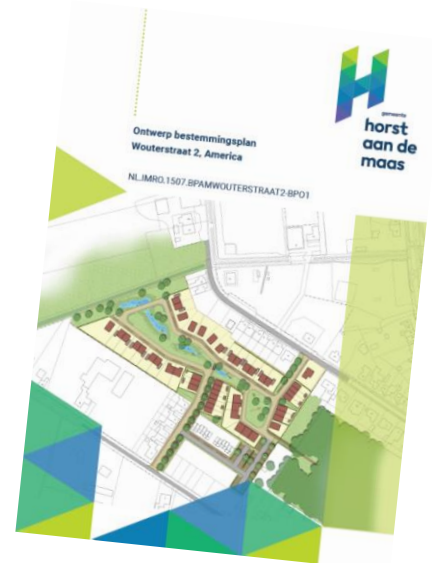 gemeente
horst
aan de
maas
Ontwerp bestemmingsplan
Wouterstraat 2, America
NL.IMRO.1507.BPAMWOUTERSTRAAT2-BPO1